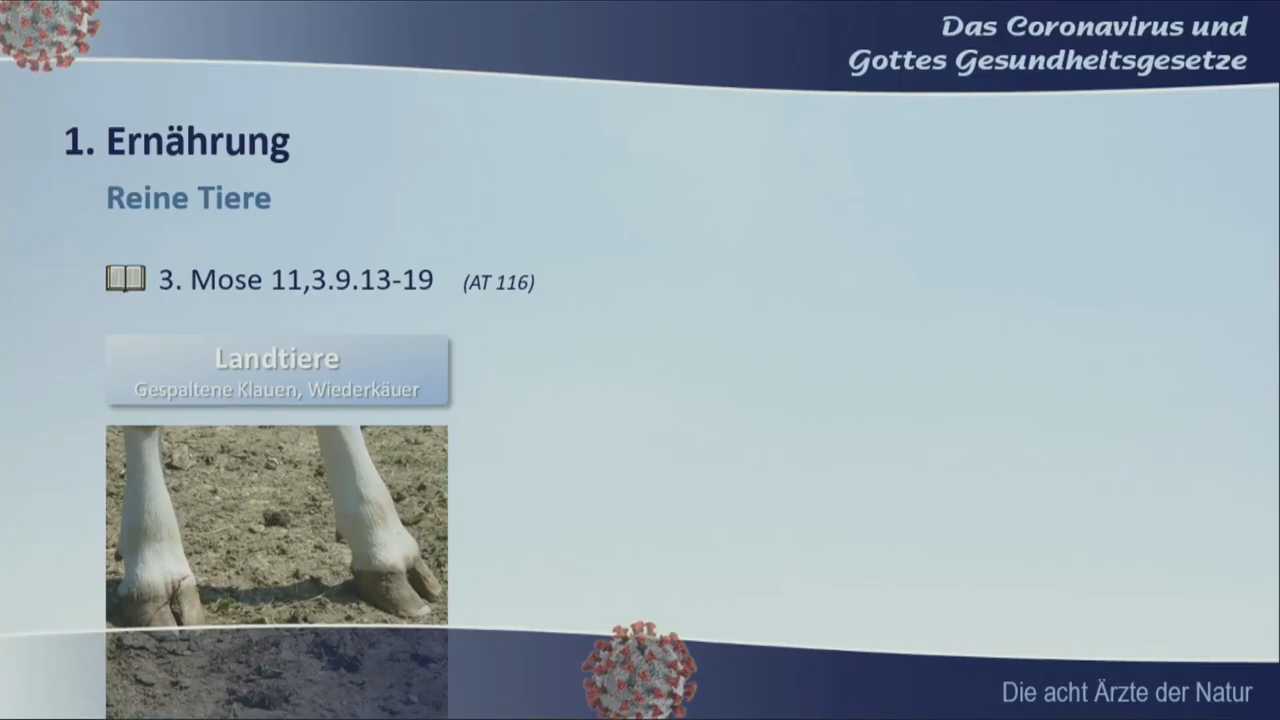 Das Coronavirus und
Gottes Gesundheitsgesetze
1. Ernährung
Reine Tiere
3. Mose 11,3.9.13-19 (AT 116)
Landtiere
Gespaltene Klauen, Wiederkäuer
Die acht Ärzte der Natur